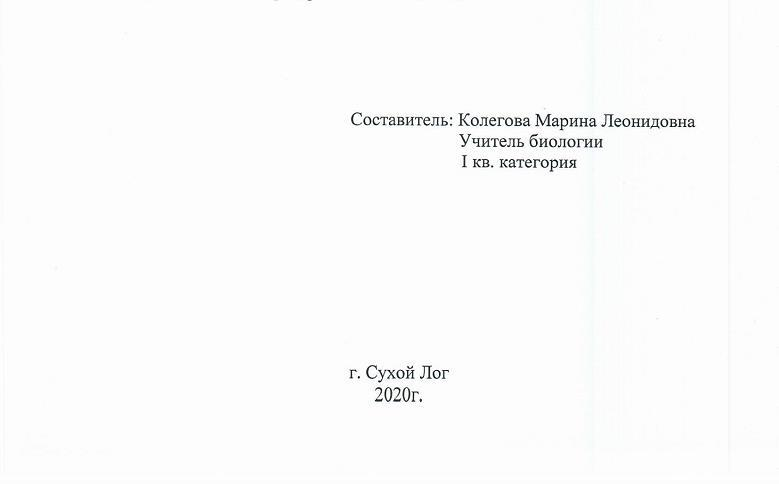 Составитель: Колегова Марина Леонидовна
Учитель биологии
I кв. категория
г. Сухой Лог
2020г.